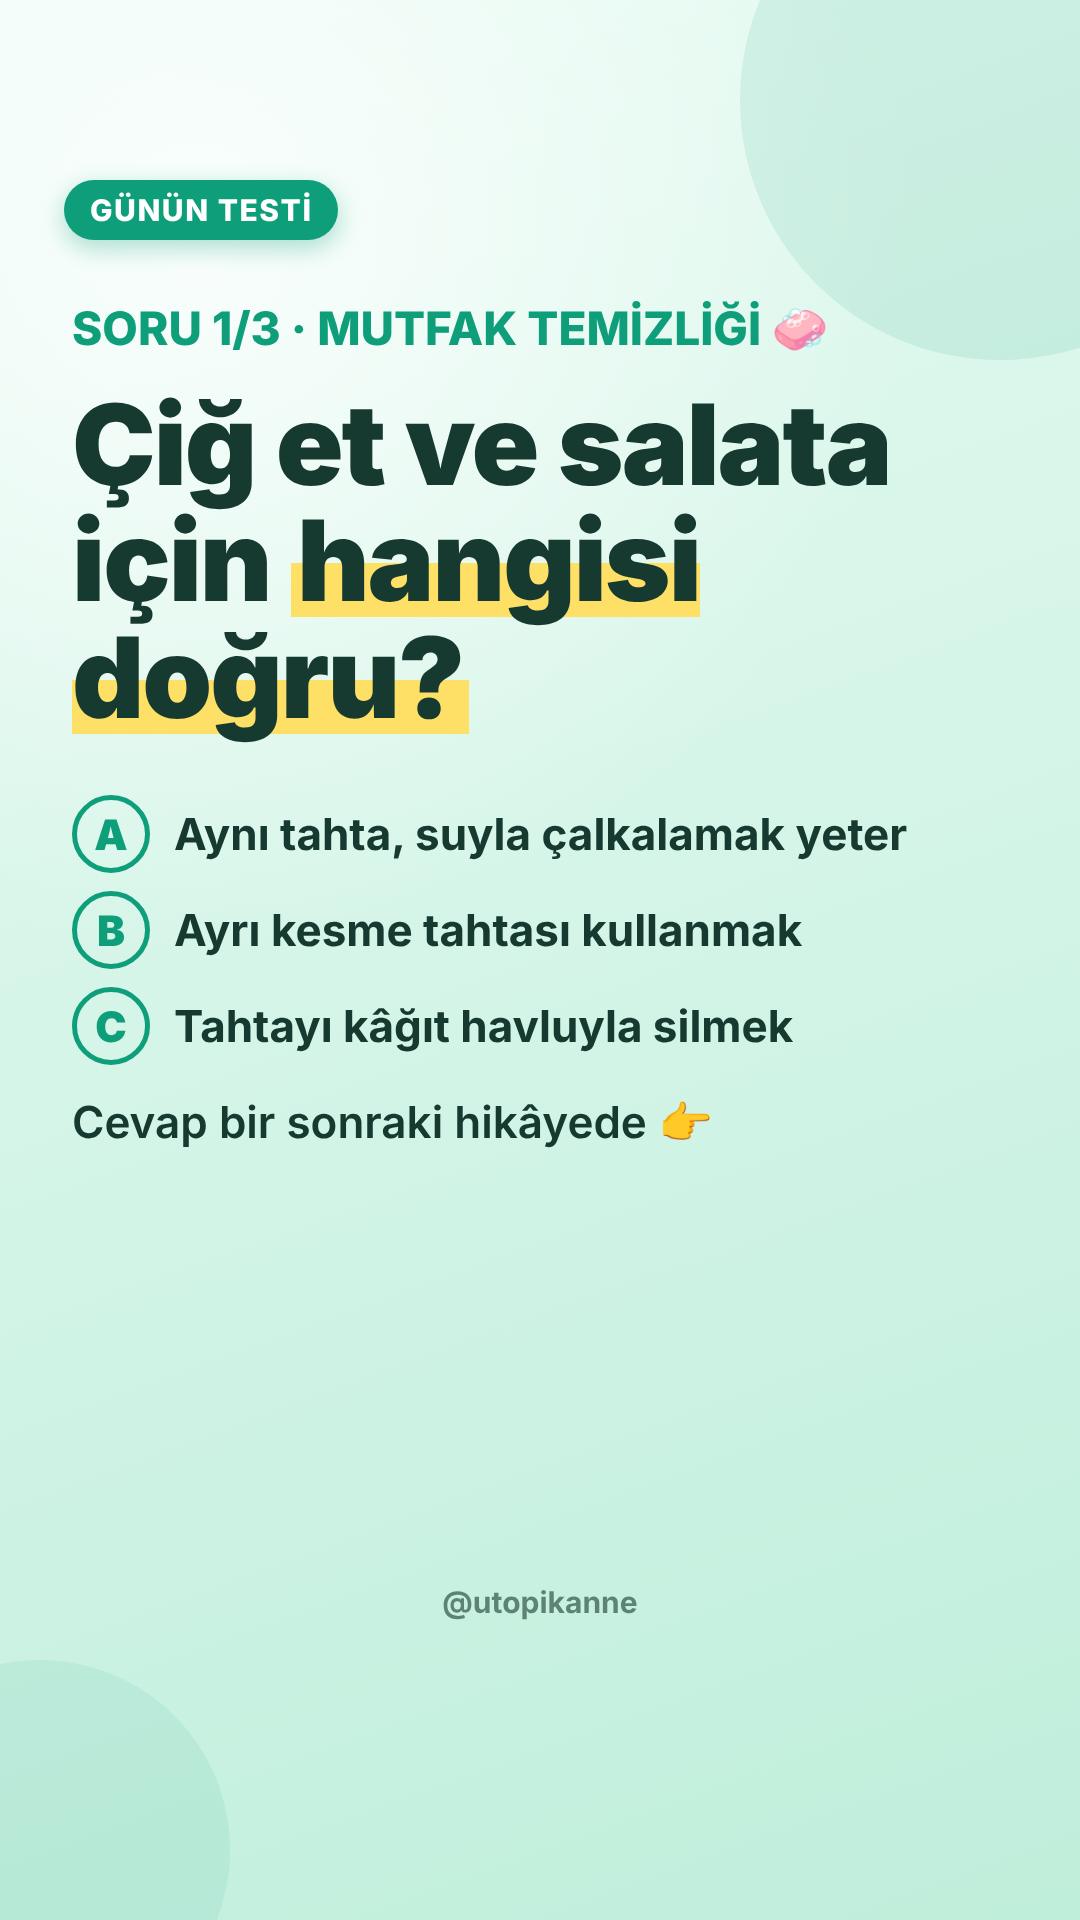 GÜNÜN TESTİ
SORU 1/3 · MUTFAK TEMİZLİĞİ 🧼
Çiğ et ve salata
için hangisi
doğru?
A Aynı tahta, suyla çalkalamak yeter
B Ayrı kesme tahtası kullanmak
C Tahtayı kâğıt havluyla silmek
Cevap bir sonraki hikâyede 👉
@utopikanne